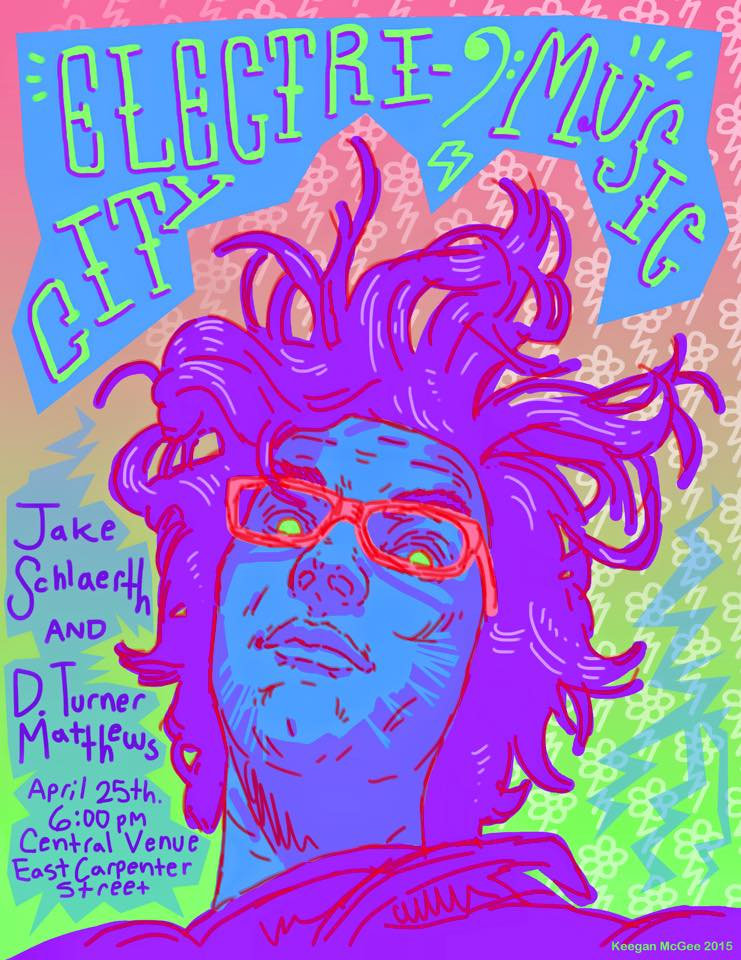 ELECTRI-
CITY
MUSIC
Jake
Schlaerth
AND
D. Turner
Matthews
April 25th.
6:00 pm
Central Venue
East Carpenter
Street
Keegan McGee 2015